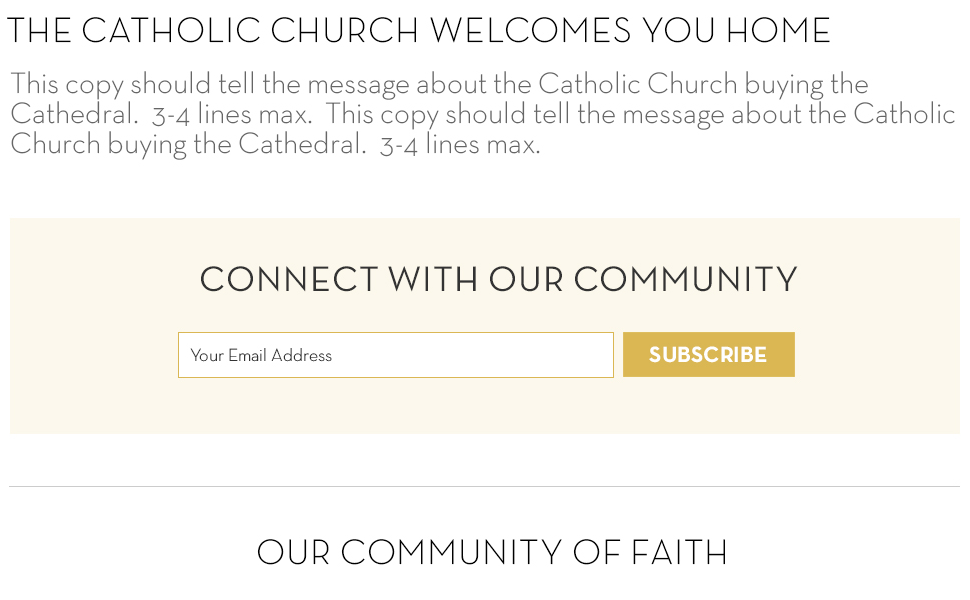 THE CATHOLIC CHURCH WELCOMES YOU HOME
This copy should tell the message about the Catholic Church buying the
Cathedral.  3-4 lines max.  This copy should tell the message about the Catholic
Church buying the Cathedral.  3-4 lines max.
CONNECT WITH OUR COMMUNITY
Your Email Address
SUBSCRIBE
OUR COMMUNITY OF FAITH